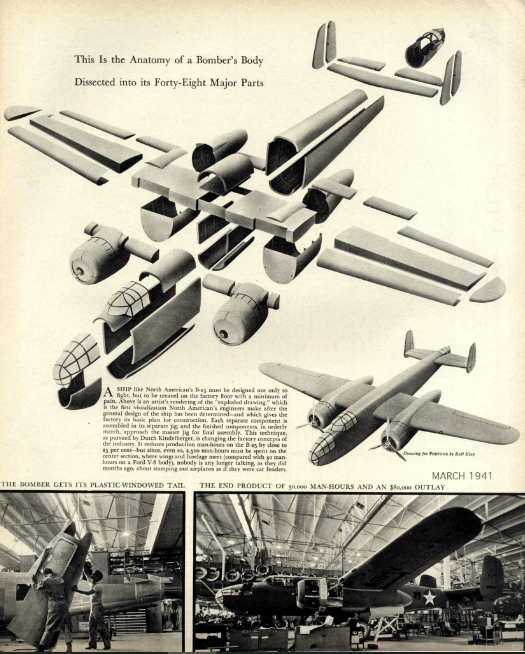 This Is the Anatomy of a Bomber's Body
Dissected into its Forty-Eight Major Parts
A SHIP like North American's B-25 must be designed not only to
fight, but to be created on the factory floor with a minimum of
pain. Above is an artist's rendering of the "exploded drawing," which
is the first visualization North American's engineers make after the
general design of the ship has been determined—and which gives the
factory its basic plan for construction. Each separate component is
assembled in its separate jig, and the finished components, in orderly
march, approach the master jig for final assembly. This technique,
as pursued by Dutch Kindelberger, is changing the factory concepts of
the industry. It reduces production man-hours on the B-25 by close to
25 per cent—but since, even so, 2,500 man-hours must be spent on the
center section, where wings and fuselage meet (compared with 50 man-
hours on a Ford V-8 body), nobody is any longer talking, as they did
months ago, about stamping out airplanes as if they were car fenders.
Drawing for FORTUNE by Rolf Klep
MARCH 1941
THE BOMBER GETS ITS PLASTIC-WINDOWED TAIL
THE END PRODUCT OF 50,000 MAN-HOURS AND AN $80,000 OUTLAY